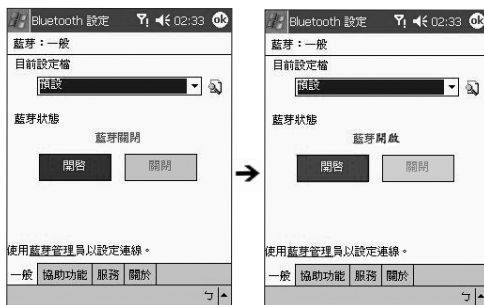 Bluetooth 設定 02:33 ok
藍芽：一般
目前設定檔
預設
藍芽狀態
藍芽關閉
開啓 關閉
使用藍芽管理員以設定連線。
一般 協助功能 服務 關於
ㄅ
Bluetooth 設定 02:33 ok
藍芽：一般
目前設定檔
預設
藍芽狀態
藍芽開啟
開啓 關閉
使用藍芽管理員以設定連線。
一般 協助功能 服務 關於
ㄅ